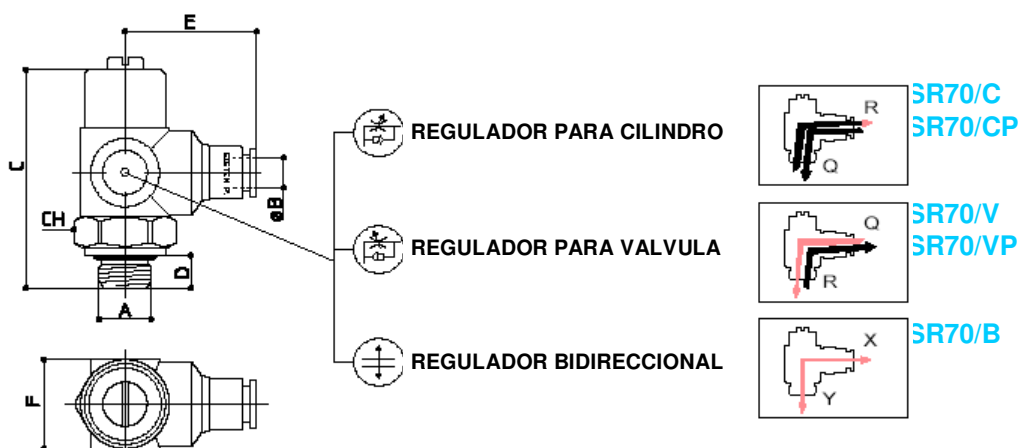 E
C
CH
A
D
øB
F
REGULADOR PARA CILINDRO
R
Q
SR70/C
SR70/CP
REGULADOR PARA VALVULA
Q
R
SR70/V
SR70/VP
REGULADOR BIDIRECCIONAL
X
Y
SR70/B